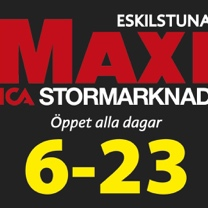 ESKILSTUNA
MAXI
ICA STORMARKNAD
Öppet alla dagar
6-23